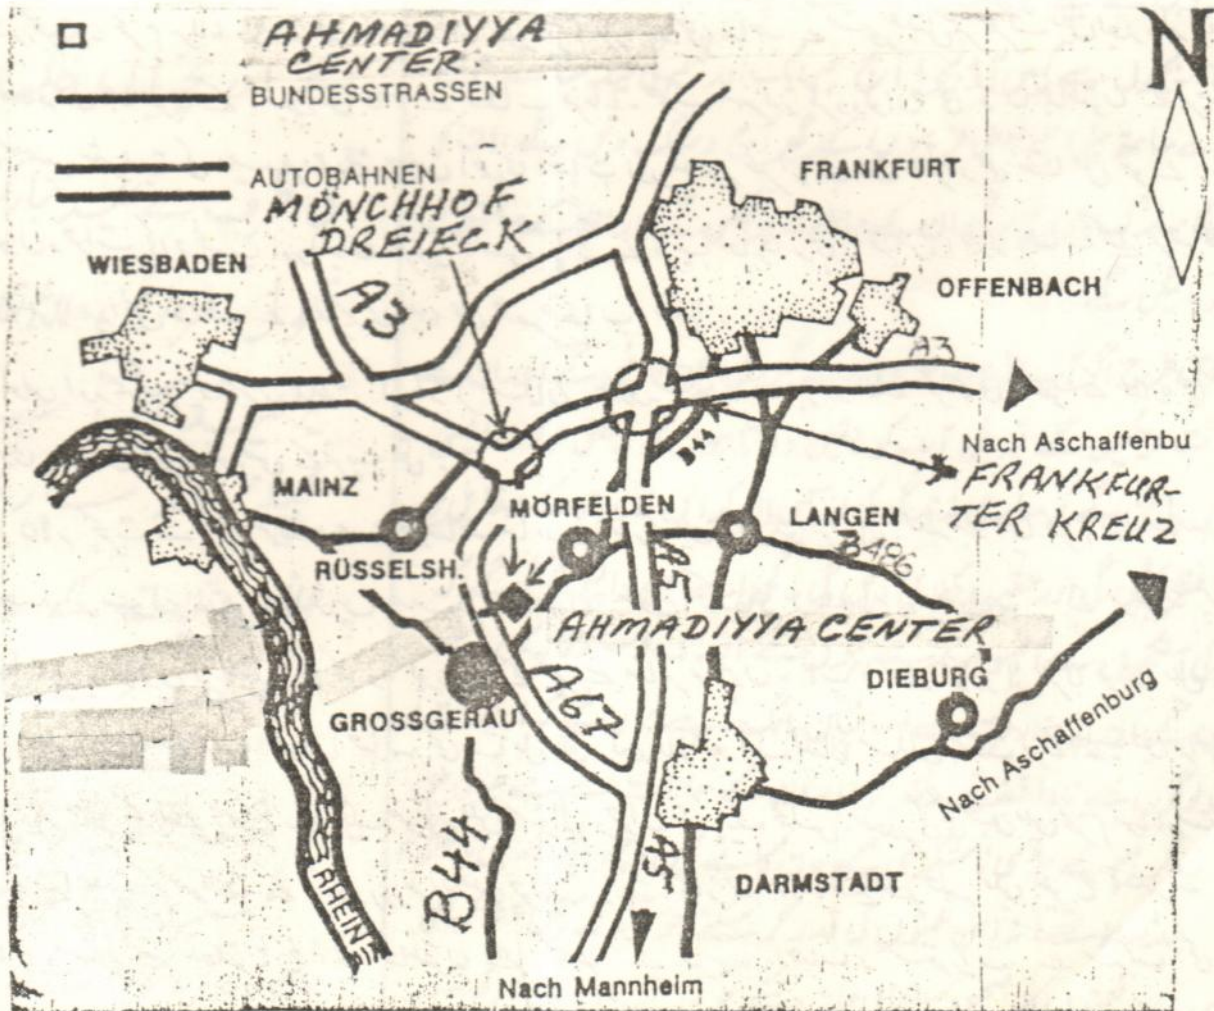 N
AHMADIYYA
CENTER
BUNDESSTRASSEN
AUTOBAHNEN
MÖNCHHOF
DREIECK
FRANKFURT
WIESBADEN
A3
OFFENBACH
A3
Nach Aschaffenbu
B44
FRANKFUR-
TER KREUZ
MAINZ
MÖRFELDEN
LANGEN
B486
RÜSSELSH.
A5
AHMADIYYA CENTER
DIEBURG
GROSSGERAU
A67
Nach Aschaffenburg
B44
A5
DARMSTADT
RHEIN
Nach Mannheim